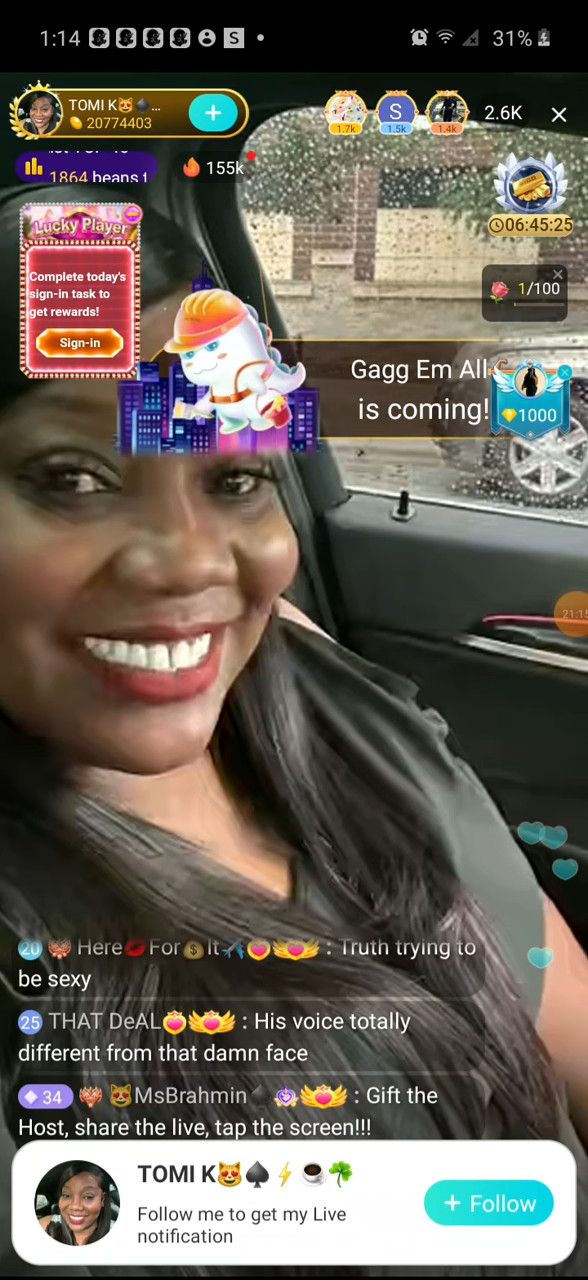 1:14
S
31%
TOMI K😻♠️...
20774403
1.7k
S
1.5k
1.4k
2.6K
1864 beans t
155k
06:45:25
Lucky Player
Complete today's
sign-in task to
get rewards!
Sign-in
1/100
Gagg Em All
is coming!
1000
21:15
20 Here💋For💰It✈️ : Truth trying to
be sexy
25 THAT DeAL : His voice totally
different from that damn face
34 😻MsBrahmin♠️ : Gift the
Host, share the live, tap the screen!!!
TOMI K😻♠️⚡☕🍀
Follow me to get my Live
notification
+ Follow